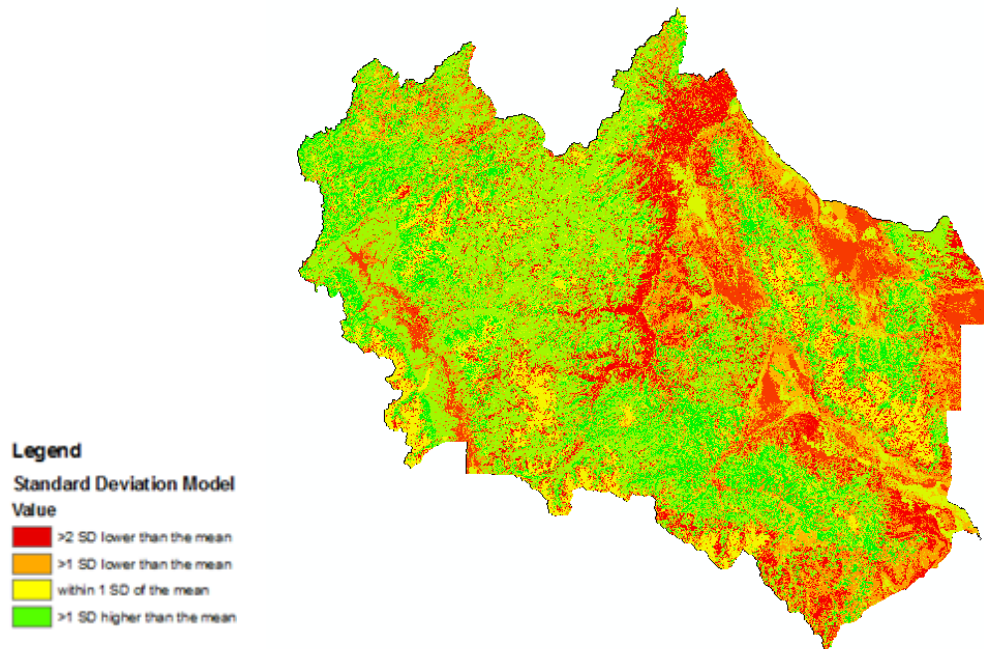 Legend
Standard Deviation Model
Value
>2 SD lower than the mean
>1 SD lower than the mean
within 1 SD of the mean
>1 SD higher than the mean